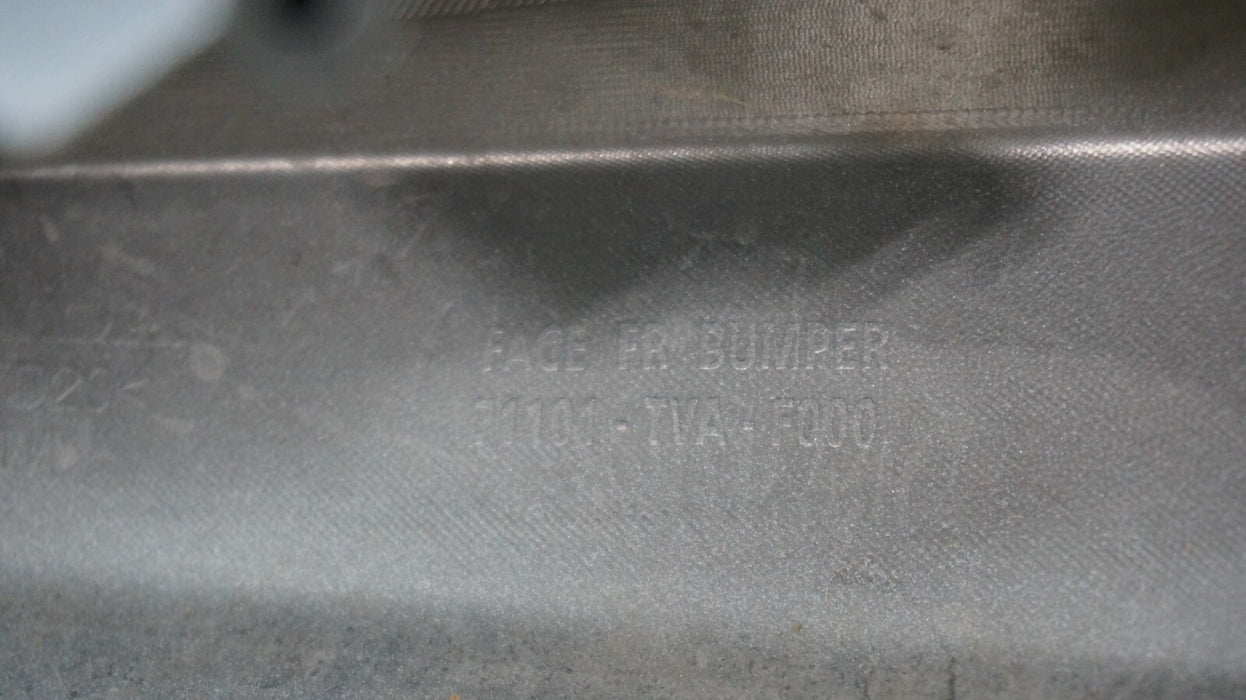 FACE FR BUMPER
71101-TVA-F000